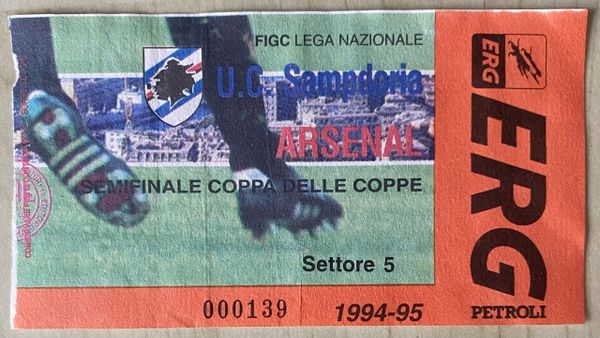 FIGC LEGA NAZIONALE
U.C. Sampdoria
ARSENAL
SEMIFINALE COPPA DELLE COPPE
Settore 5
000139
1994-95
ERG
ERG
PETROLI